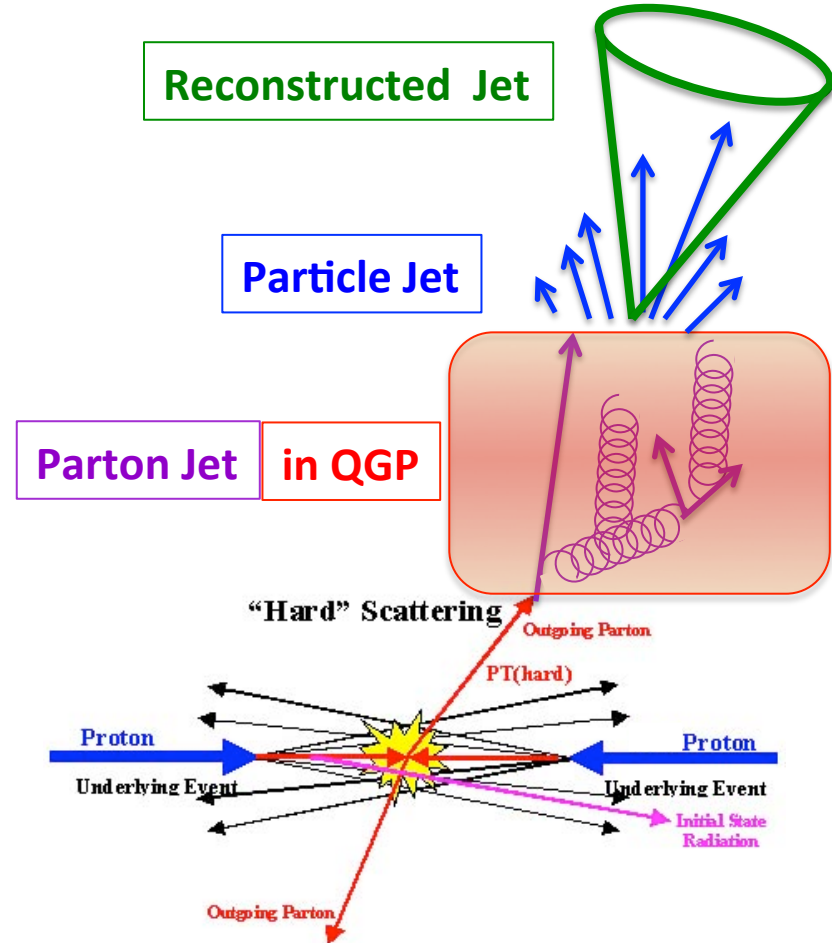 Reconstructed Jet
Particle Jet
Parton Jet in QGP
"Hard" Scattering
Outgoing Parton
PT(hard)
Proton
Proton
Underlying Event
Underlying Event
Initial State
Radiation
Outgoing Parton